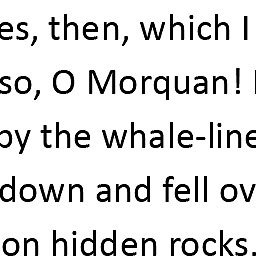 es, then, which I
so, O Morquan!
by the whale-line
down and fell ov
on hidden rocks.